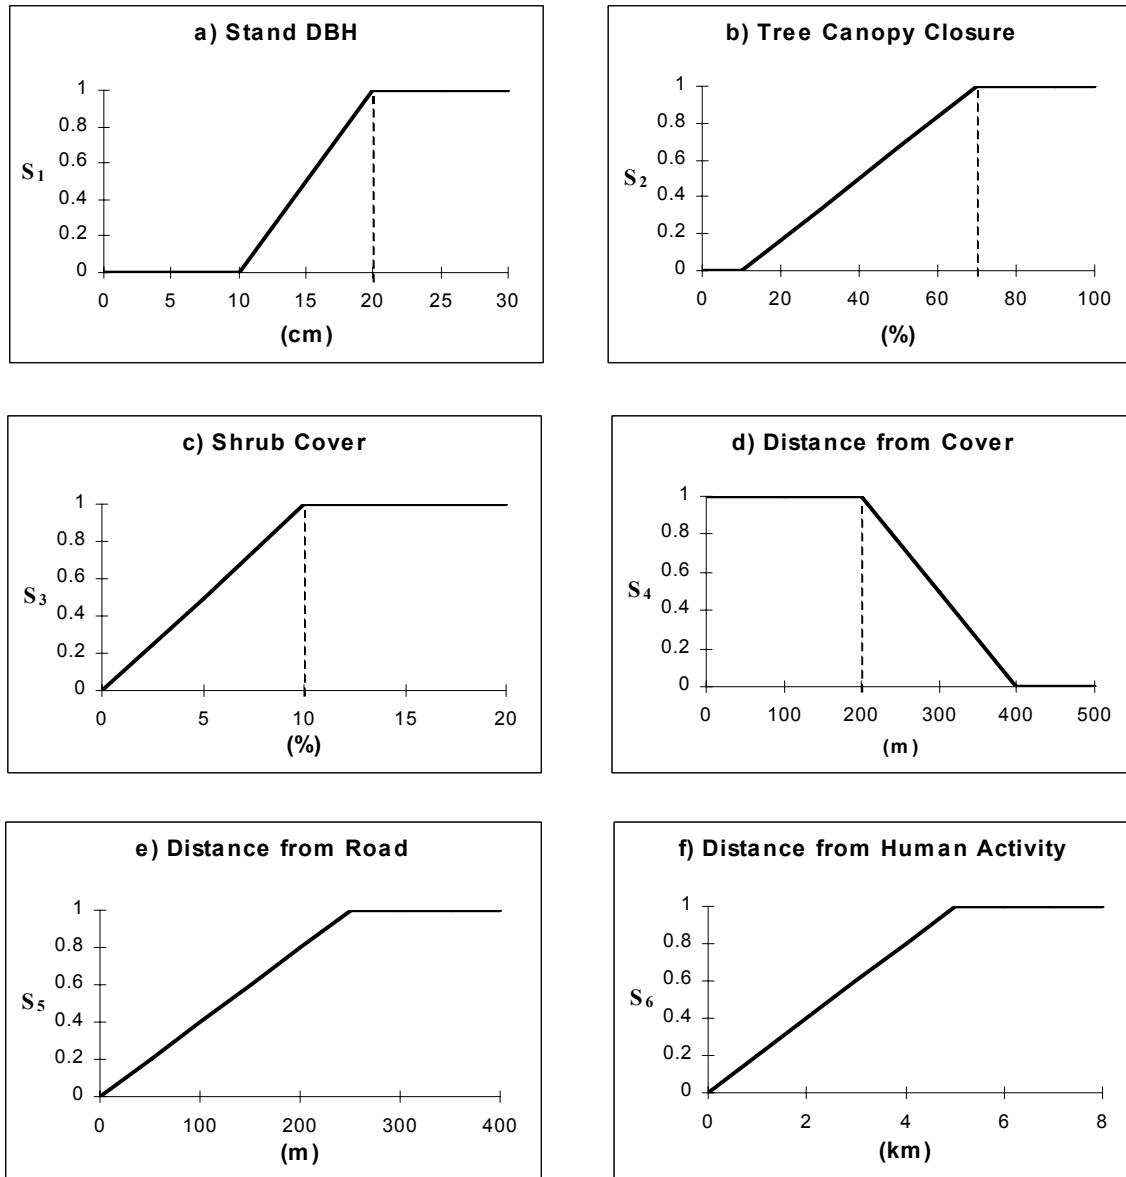 a) Stand DBH
1
0.8
0.6
S1
0.4
0.2
0
0 5 10 15 20 25 30
(cm)
b) Tree Canopy Closure
1
0.8
0.6
S2
0.4
0.2
0
0 20 40 60 80 100
(%)
c) Shrub Cover
1
0.8
0.6
S3
0.4
0.2
0
0 5 10 15 20
(%)
d) Distance from Cover
1
0.8
0.6
S4
0.4
0.2
0
0 100 200 300 400 500
(m)
e) Distance from Road
1
0.8
0.6
S5
0.4
0.2
0
0 100 200 300 400
(m)
f) Distance from Human Activity
1
0.8
0.6
S6
0.4
0.2
0
0 2 4 6 8
(km)